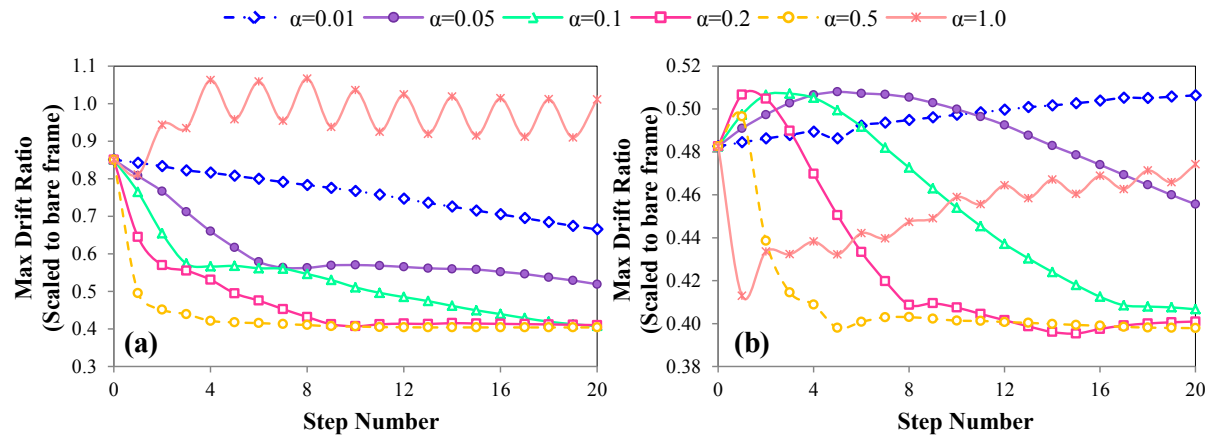 α=0.01 α=0.05 α=0.1 α=0.2 α=0.5 α=1.0
Max Drift Ratio
(Scaled to bare frame)
1.1
1.0
0.9
0.8
0.7
0.6
0.5
0.4
0.3
(a)
0 4 8 12 16 20
Step Number
Max Drift Ratio
(Scaled to bare frame)
0.52
0.50
0.48
0.46
0.44
0.42
0.40
0.38
(b)
0 4 8 12 16 20
Step Number